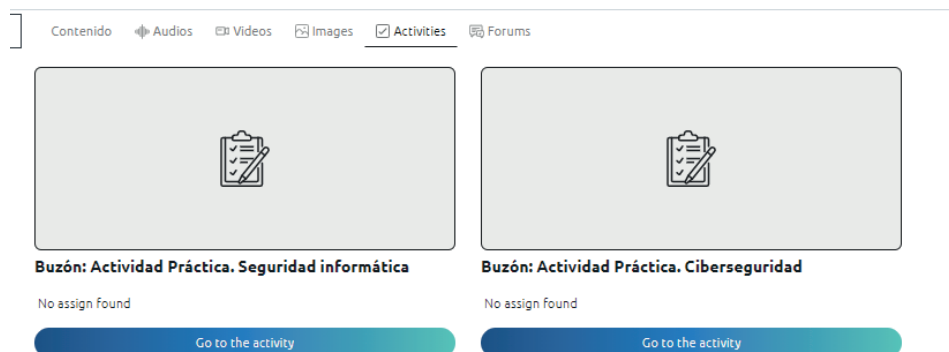 Contenido Audios Videos Images Activities Forums
Buzón: Actividad Práctica. Seguridad informática
No assign found
Go to the activity
Buzón: Actividad Práctica. Ciberseguridad
No assign found
Go to the activity